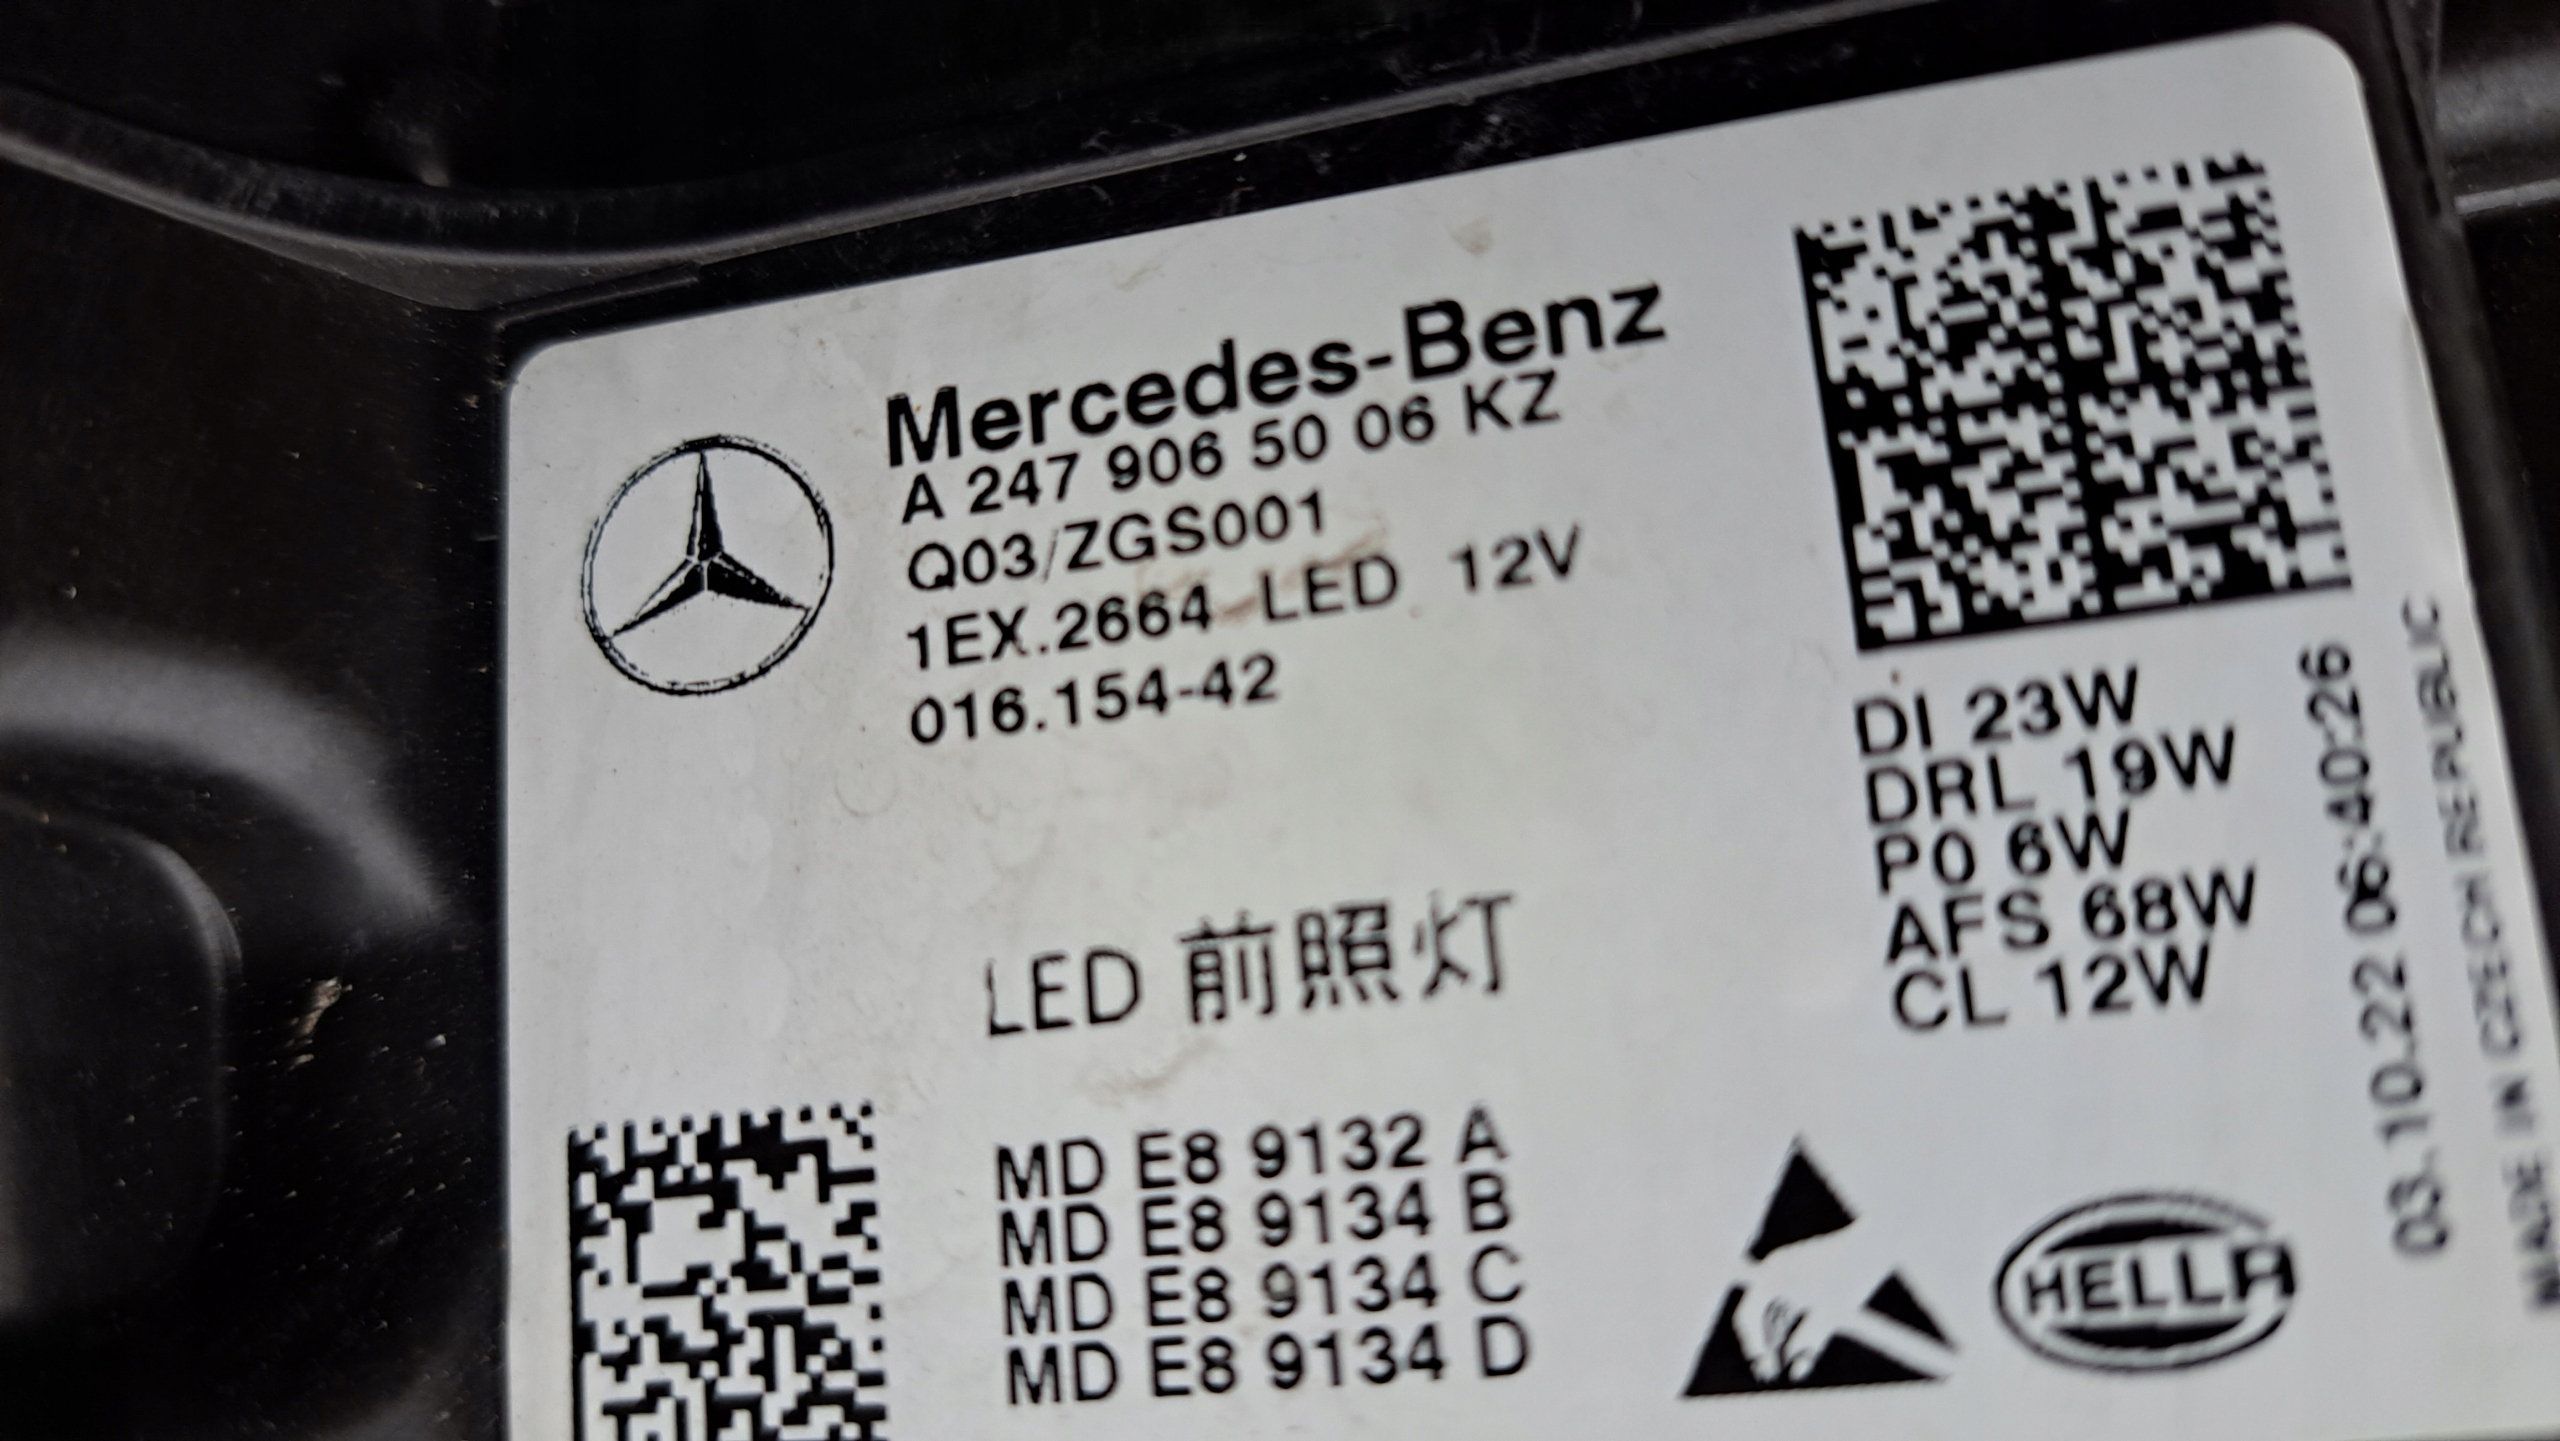 Mercedes-Benz
A 247 906 50 06 KZ
Q03/ZGS001
1EX.2664 LED 12V
016.154-42
LED 前照灯
MD E8 9132 A
MD E8 9134 B
MD E8 9134 C
MD E8 9134 D
DI 23W
DRL 19W
PO 6W
AFS 68W
CL 12W
HELLA
03.10.22 06:40:26
MADE IN CZECH REPUBLIC